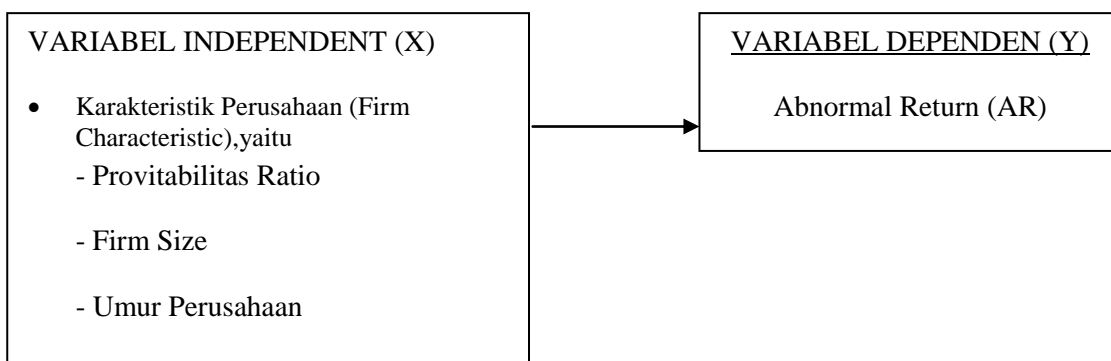 VARIABEL INDEPENDENT (X)
• Karakteristik Perusahaan (Firm
Characteristic),yaitu
- Provitabilitas Ratio
- Firm Size
- Umur Perusahaan
VARIABEL DEPENDEN (Y)
Abnormal Return (AR)